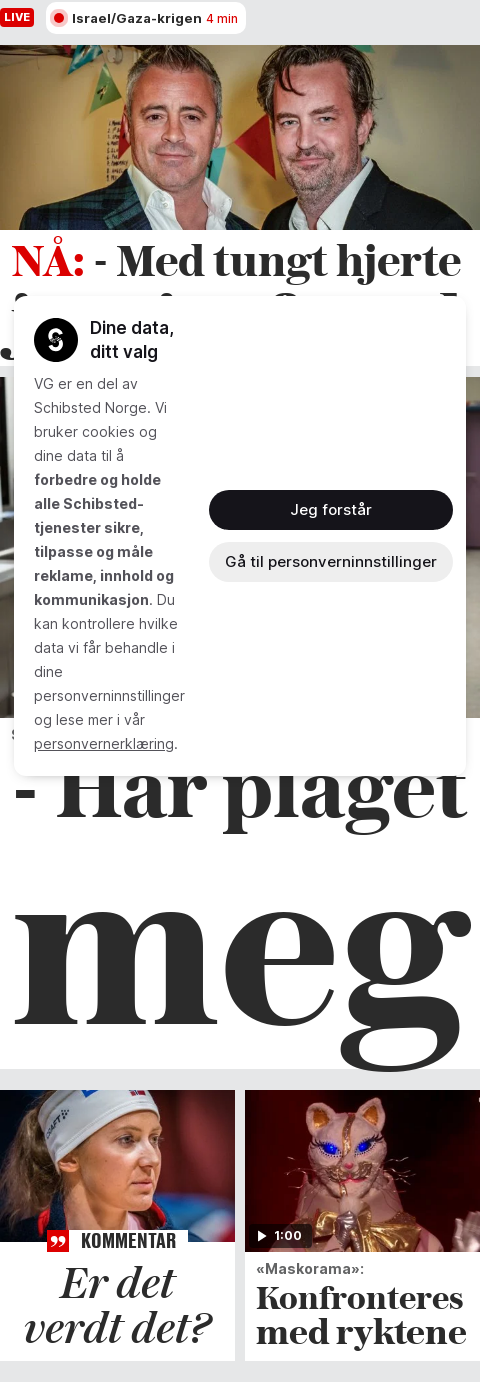 LIVE
Israel/Gaza-krigen 4 min
NÅ: - Med tungt hjerte
Dine data,
ditt valg
VG er en del av
Schibsted Norge. Vi
bruker cookies og
dine data til å
forbedre og holde
alle Schibsted-
tjenester sikre,
tilpasse og måle
reklame, innhold og
kommunikasjon. Du
kan kontrollere hvilke
data vi får behandle i
dine
personverninnstillinger
og lese mer i vår
personvernerklæring.
Jeg forstår
Gå til personverninnstillinger
- Har plaget
meg
KOMMENTAR
Er det
verdt det?
1:00
«Maskorama»:
Konfronteres
med ryktene